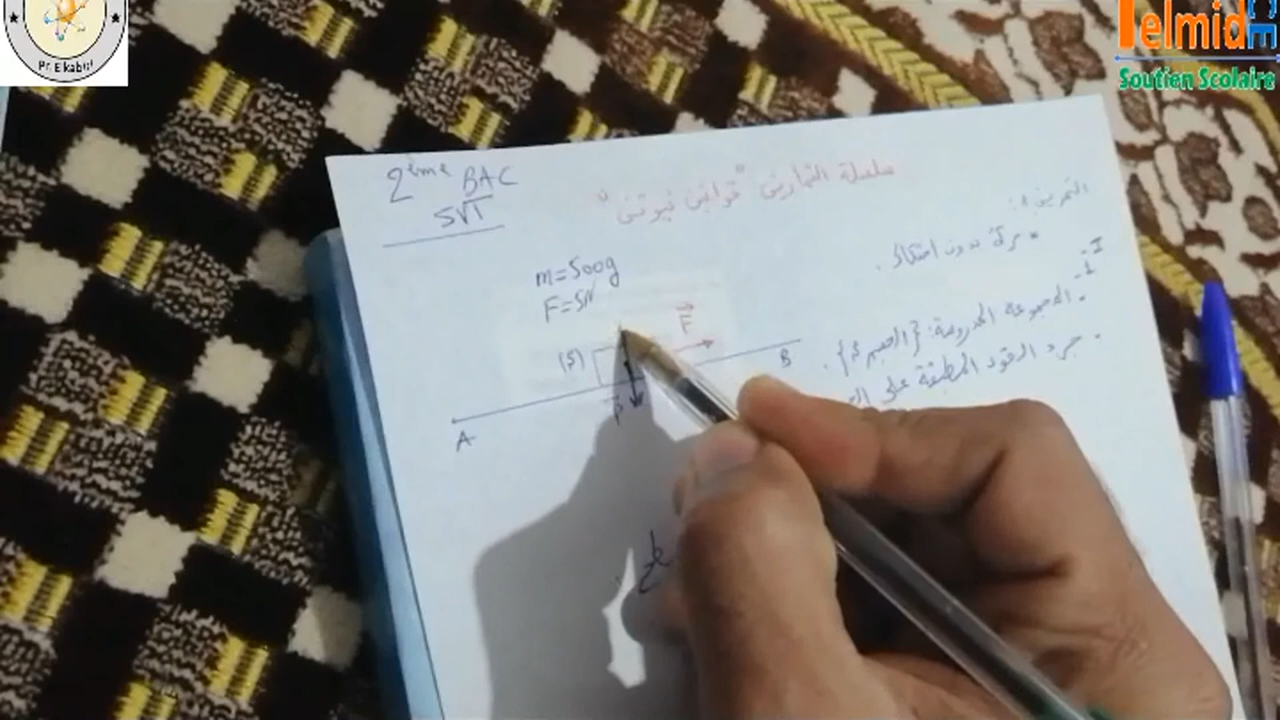 Pr. Elkabil
Telmid
Soutien Scolaire
2ème BAC
SVT
سلسلة التمارين "قوانين نيوتن"
التمرين 1:
* حركة بدون احتكاك.
I-
1-
• المجموعة المدروسة: {الجسم S}.
• جرد القوى المطبقة على
m=500g
F=5N
(S)
F
B
A
P